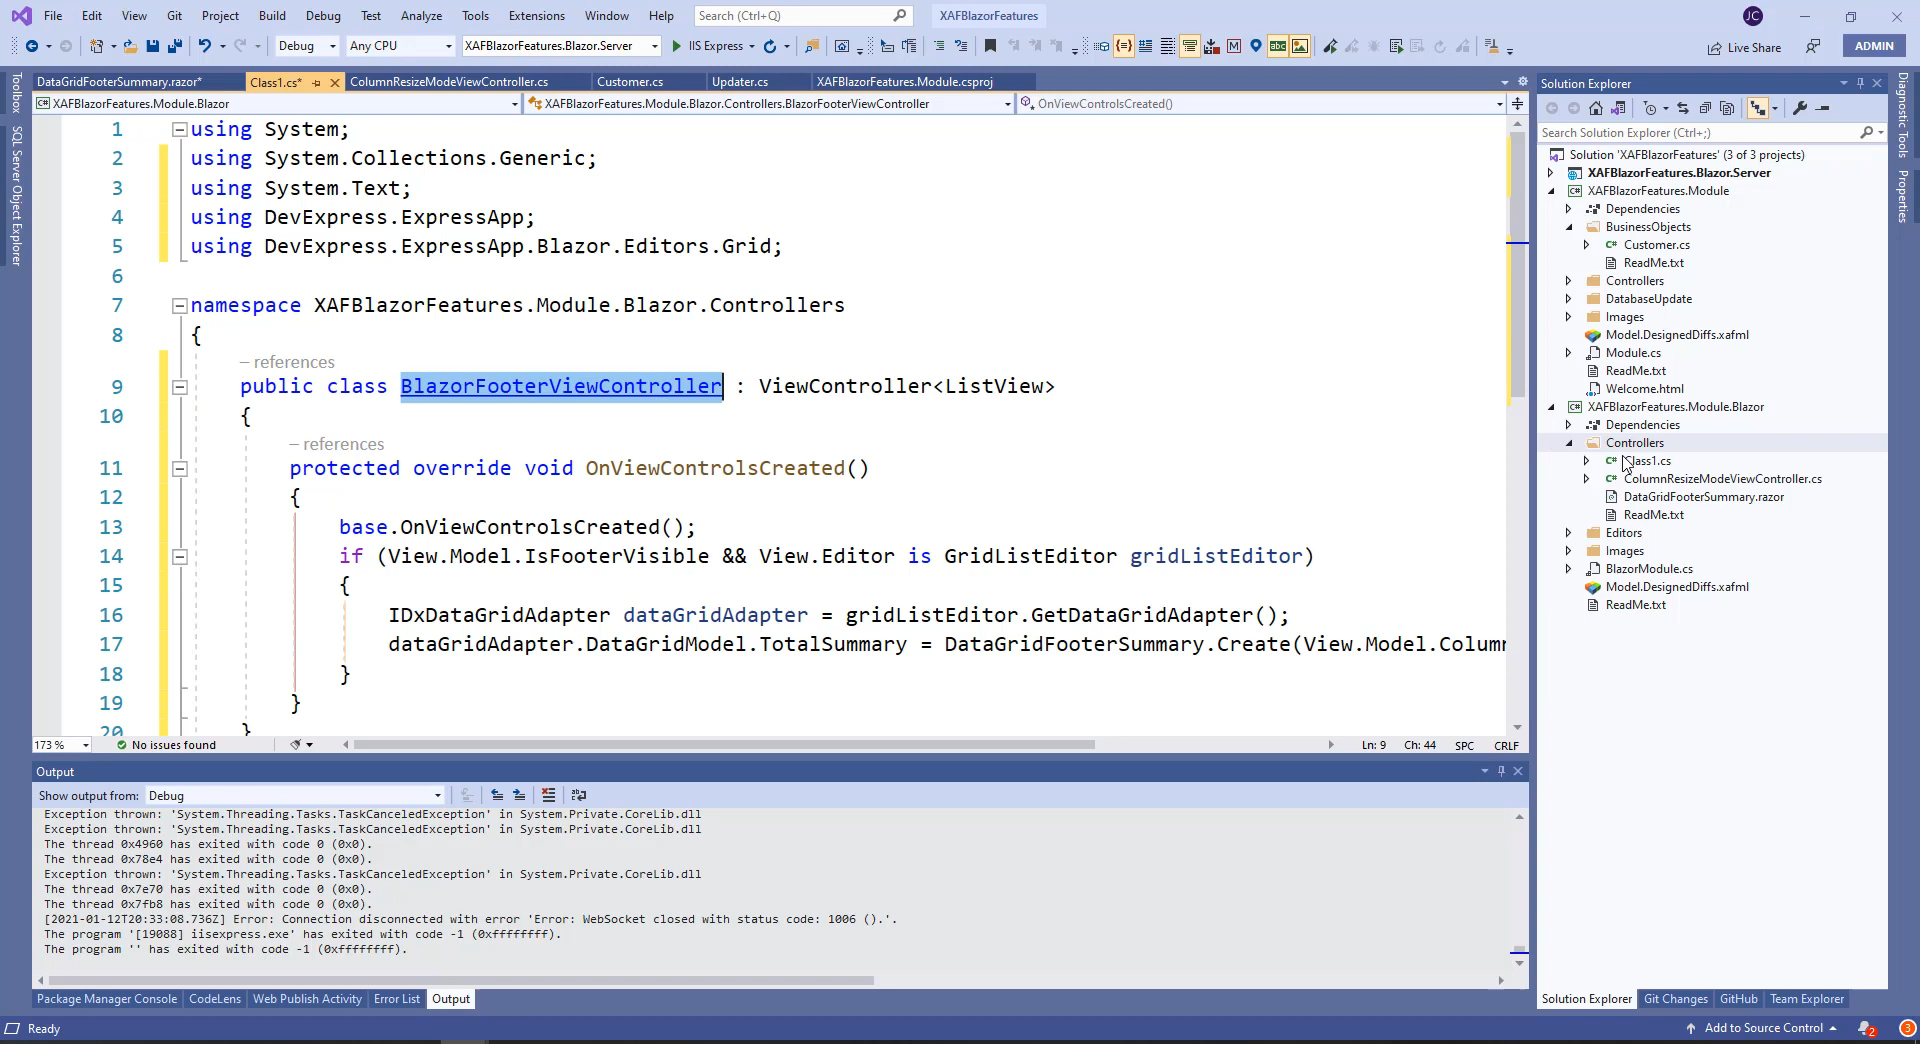 File Edit View Git Project Build Debug Test Analyze Tools Extensions Window Help Search (Ctrl+Q) XAFBlazorFeatures JC
Debug Any CPU XAFBlazorFeatures.Blazor.Server IIS Express Live Share ADMIN
DataGridFooterSummary.razor* Class1.cs* ColumnResizeModeViewController.cs Customer.cs Updater.cs XAFBlazorFeatures.Module.csproj
XAFBlazorFeatures.Module.Blazor XAFBlazorFeatures.Module.Blazor.Controllers.BlazorFooterViewController OnViewControlsCreated()
Toolbox
SQL Server Object Explorer
1 using System;
2 using System.Collections.Generic;
3 using System.Text;
4 using DevExpress.ExpressApp;
5 using DevExpress.ExpressApp.Blazor.Editors.Grid;
6
7 namespace XAFBlazorFeatures.Module.Blazor.Controllers
8 {
– references
9 public class BlazorFooterViewController : ViewController<ListView>
10 {
– references
11 protected override void OnViewControlsCreated()
12 {
13 base.OnViewControlsCreated();
14 if (View.Model.IsFooterVisible && View.Editor is GridListEditor gridListEditor)
15 {
16 IDxDataGridAdapter dataGridAdapter = gridListEditor.GetDataGridAdapter();
17 dataGridAdapter.DataGridModel.TotalSummary = DataGridFooterSummary.Create(View.Model.Column
18 }
19 }
20 }
173 % No issues found Ln: 9 Ch: 44 SPC CRLF
Output
Show output from: Debug
Exception thrown: 'System.Threading.Tasks.TaskCanceledException' in System.Private.CoreLib.dll
Exception thrown: 'System.Threading.Tasks.TaskCanceledException' in System.Private.CoreLib.dll
The thread 0x4960 has exited with code 0 (0x0).
The thread 0x78e4 has exited with code 0 (0x0).
Exception thrown: 'System.Threading.Tasks.TaskCanceledException' in System.Private.CoreLib.dll
The thread 0x7e70 has exited with code 0 (0x0).
The thread 0x7fb8 has exited with code 0 (0x0).
[2021-01-12T20:33:08.736Z] Error: Connection disconnected with error 'Error: WebSocket closed with status code: 1006 ().'.
The program '[19088] iisexpress.exe' has exited with code -1 (0xffffffff).
The program '' has exited with code -1 (0xffffffff).
Package Manager Console CodeLens Web Publish Activity Error List Output
Solution Explorer
Search Solution Explorer (Ctrl+;)
Solution 'XAFBlazorFeatures' (3 of 3 projects)
XAFBlazorFeatures.Blazor.Server
XAFBlazorFeatures.Module
Dependencies
BusinessObjects
Customer.cs
ReadMe.txt
Controllers
DatabaseUpdate
Images
Model.DesignedDiffs.xafml
Module.cs
ReadMe.txt
Welcome.html
XAFBlazorFeatures.Module.Blazor
Dependencies
Controllers
Class1.cs
ColumnResizeModeViewController.cs
DataGridFooterSummary.razor
ReadMe.txt
Editors
Images
BlazorModule.cs
Model.DesignedDiffs.xafml
ReadMe.txt
Solution Explorer Git Changes GitHub Team Explorer
Diagnostic Tools
Properties
Ready Add to Source Control 2 3